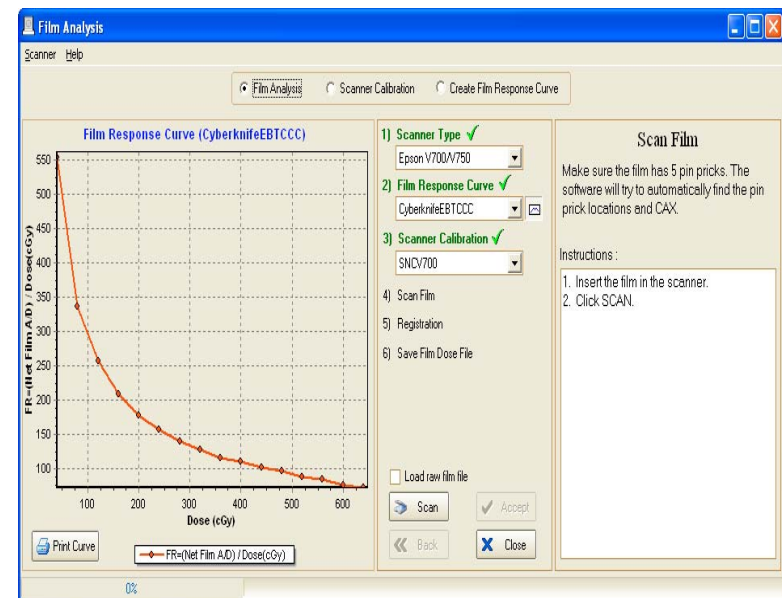 Film Analysis
Scanner Help
Film Analysis Scanner Calibration Create Film Response Curve
Film Response Curve (CyberknifeEBTCCC)
550
500
450
400
350
300
250
200
150
100
FR=(Net Film A/D) / Dose(cGy)
100 200 300 400 500 600
Dose (cGy)
Print Curve
FR=(Net Film A/D) / Dose(cGy)
1) Scanner Type
Epson V700/V750
2) Film Response Curve
CyberknifeEBTCCC
3) Scanner Calibration
SNCV700
4) Scan Film
5) Registration
6) Save Film Dose File
Load raw film file
Scan Accept
Back Close
Scan Film
Make sure the film has 5 pin pricks. The
software will try to automatically find the pin
prick locations and CAX.
Instructions :
1. Insert the film in the scanner.
2. Click SCAN.
0%